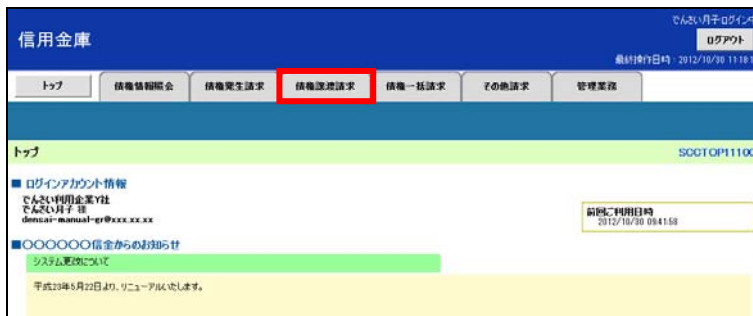 でんさい月子ログイン中
信用金庫
ログアウト
最終操作日時：2012/10/30 11:18:1
トップ 債権情報照会 債権発生請求 債権譲渡請求 債権一括請求 その他請求 管理業務
トップ
SCCTOP11100
■ ログインアカウント情報
でんさい利用企業Y社
でんさい月子 様
densai-manual-gr@xxx.xx.xx
前回ご利用日時
2012/10/30 09:41:58
■〇〇〇〇〇〇信金からのお知らせ
システム更改について
平成23年5月22日より、リニューアルいたします。